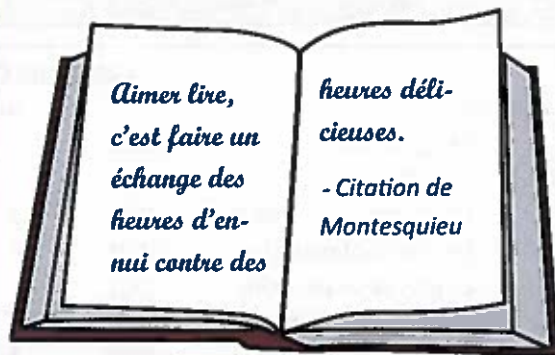 Aimer lire,
c'est faire un
échange des
heures d'en-
nui contre des
heures déli-
cieuses.
- Citation de
Montesquieu